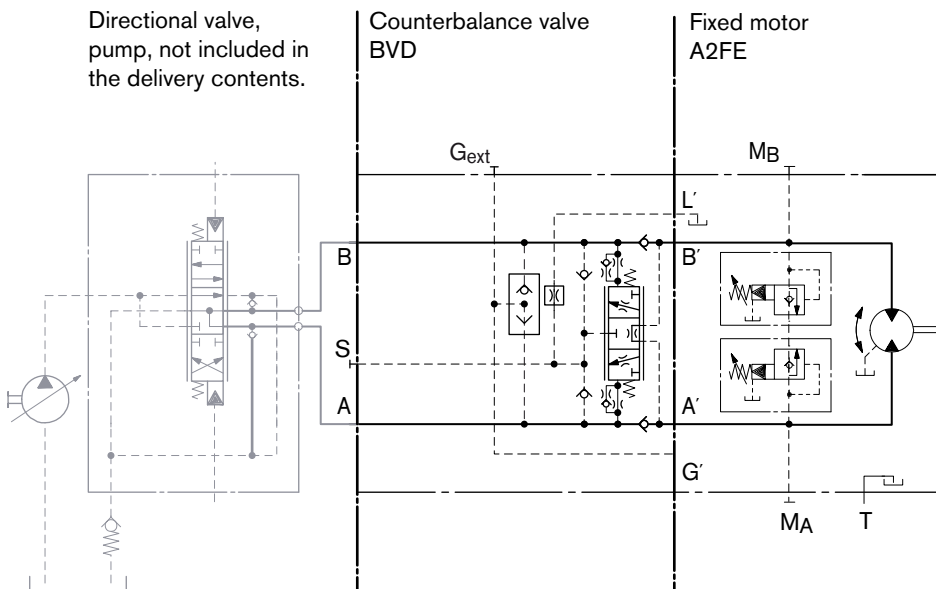 Directional valve,
pump, not included in
the delivery contents.
Counterbalance valve
BVD
Fixed motor
A2FE
Gext
MB
L′
B
B′
S
A
A′
G′
MA
T